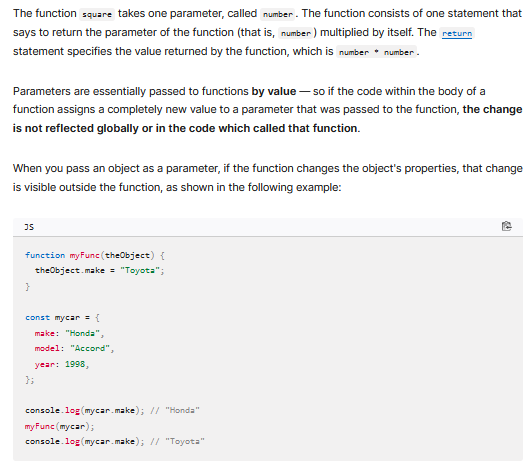 The function square takes one parameter, called number. The function consists of one statement that
says to return the parameter of the function (that is, number) multiplied by itself. The return
statement specifies the value returned by the function, which is number * number.
Parameters are essentially passed to functions by value — so if the code within the body of a
function assigns a completely new value to a parameter that was passed to the function, the change
is not reflected globally or in the code which called that function.
When you pass an object as a parameter, if the function changes the object's properties, that change
is visible outside the function, as shown in the following example:
JS
function myFunc(theObject) {
  theObject.make = "Toyota";
}
const mycar = {
  make: "Honda",
  model: "Accord",
  year: 1998,
};
console.log(mycar.make); // "Honda"
myFunc(mycar);
console.log(mycar.make); // "Toyota"